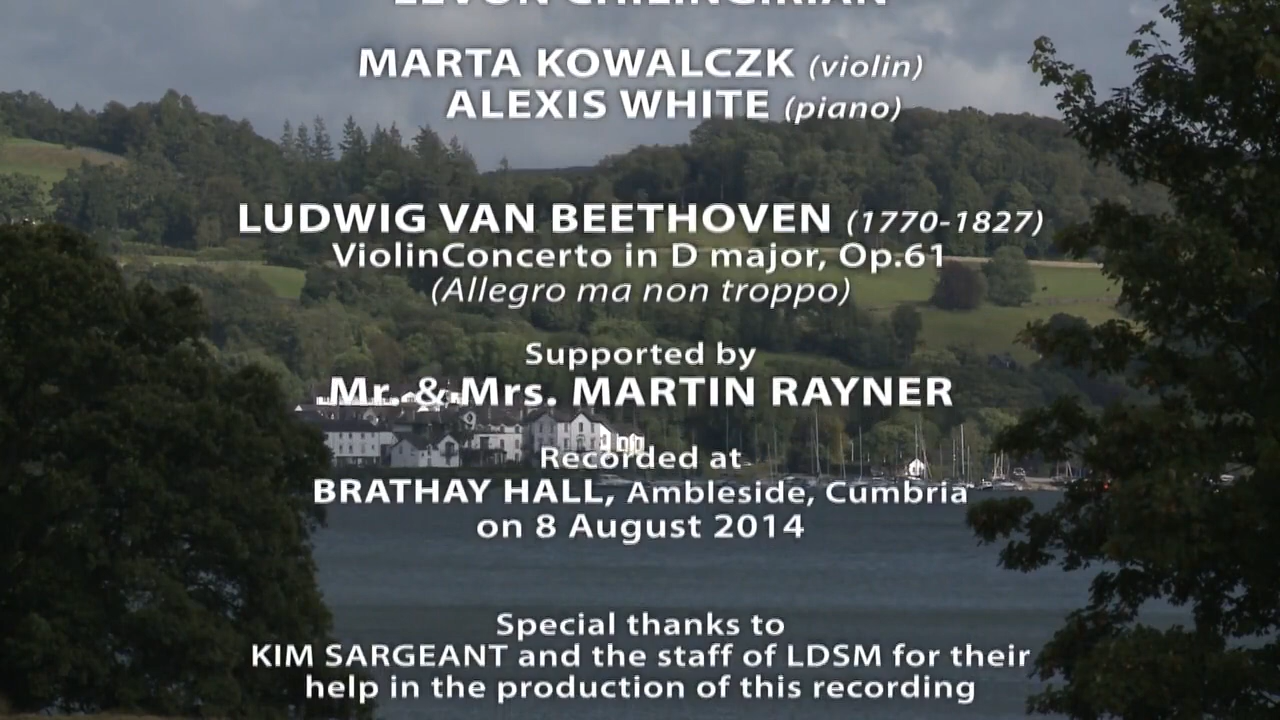 LEVON CHILINGIRIAN
MARTA KOWALCZK (violin)
ALEXIS WHITE (piano)
LUDWIG VAN BEETHOVEN (1770-1827)
ViolinConcerto in D major, Op.61
(Allegro ma non troppo)
Supported by
Mr. & Mrs. MARTIN RAYNER
Recorded at
BRATHAY HALL, Ambleside, Cumbria
on 8 August 2014
Special thanks to
KIM SARGEANT and the staff of LDSM for their
help in the production of this recording